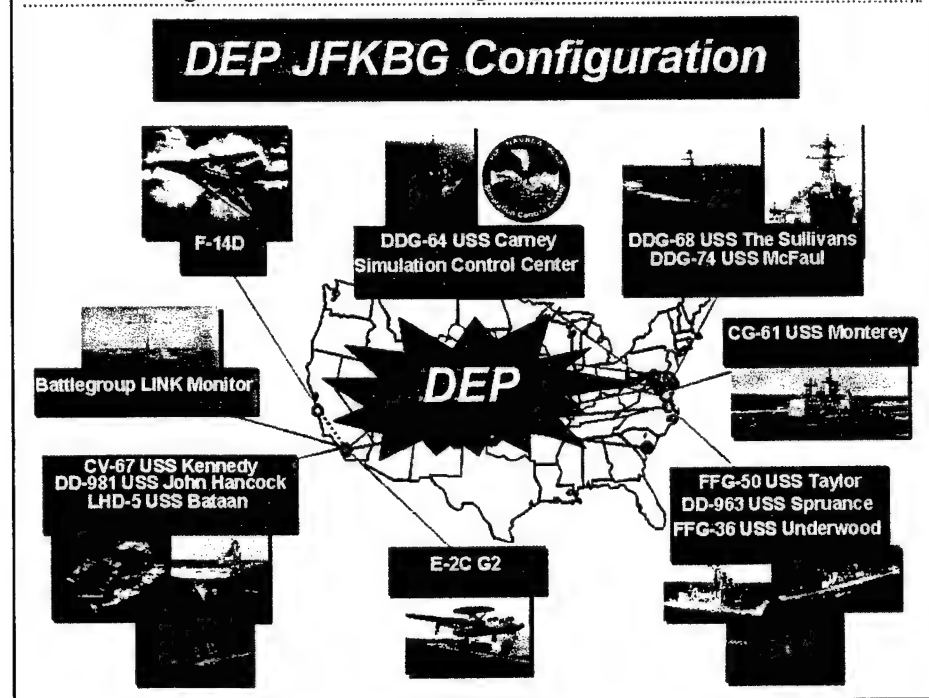 DEP JFKBG Configuration
F-14D
DDG-64 USS Carney
Simulation Control Center
DDG-68 USS The Sullivans
DDG-74 USS McFaul
CG-61 USS Monterey
Battlegroup LINK Monitor
DEP
CV-67 USS Kennedy
DD-981 USS John Hancock
LHD-5 USS Bataan
E-2C G2
FFG-50 USS Taylor
DD-963 USS Spruance
FFG-36 USS Underwood